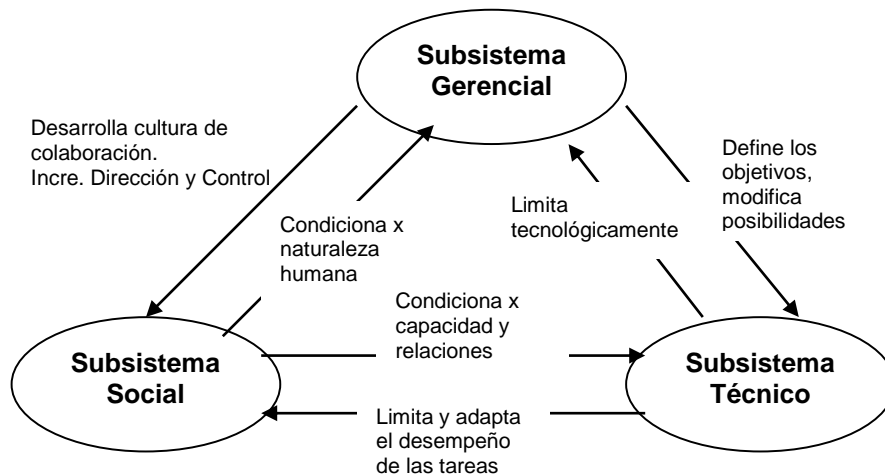 Subsistema
Gerencial
Desarrolla cultura de
colaboración.
Incre. Dirección y Control
Define los
objetivos,
modifica
posibilidades
Limita
tecnológicamente
Condiciona x
naturaleza
humana
Condiciona x
capacidad y
relaciones
Subsistema
Social
Subsistema
Técnico
Limita y adapta
el desempeño
de las tareas